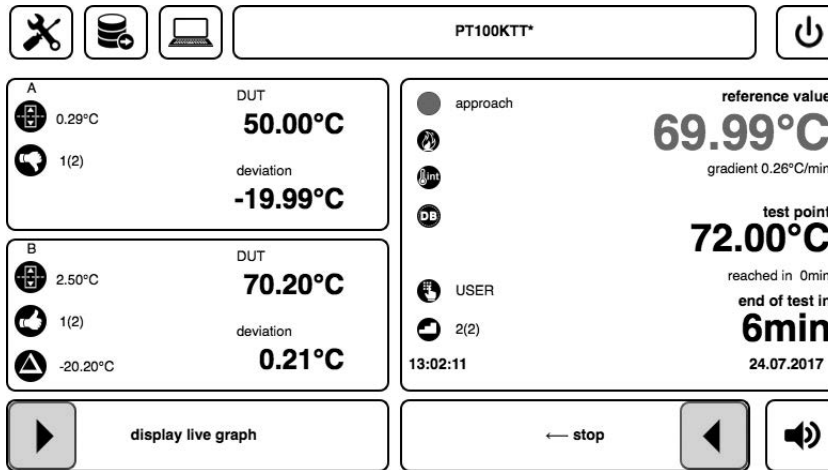 PT100KTT*
A
0.29°C
1(2)
DUT
50.00°C
deviation
-19.99°C
B
2.50°C
1(2)
-20.20°C
DUT
70.20°C
deviation
0.21°C
approach
int
DB
USER
2(2)
13:02:11
reference value
69.99°C
gradient 0.26°C/min
test point
72.00°C
reached in 0min
end of test in
6min
24.07.2017
display live graph
← stop